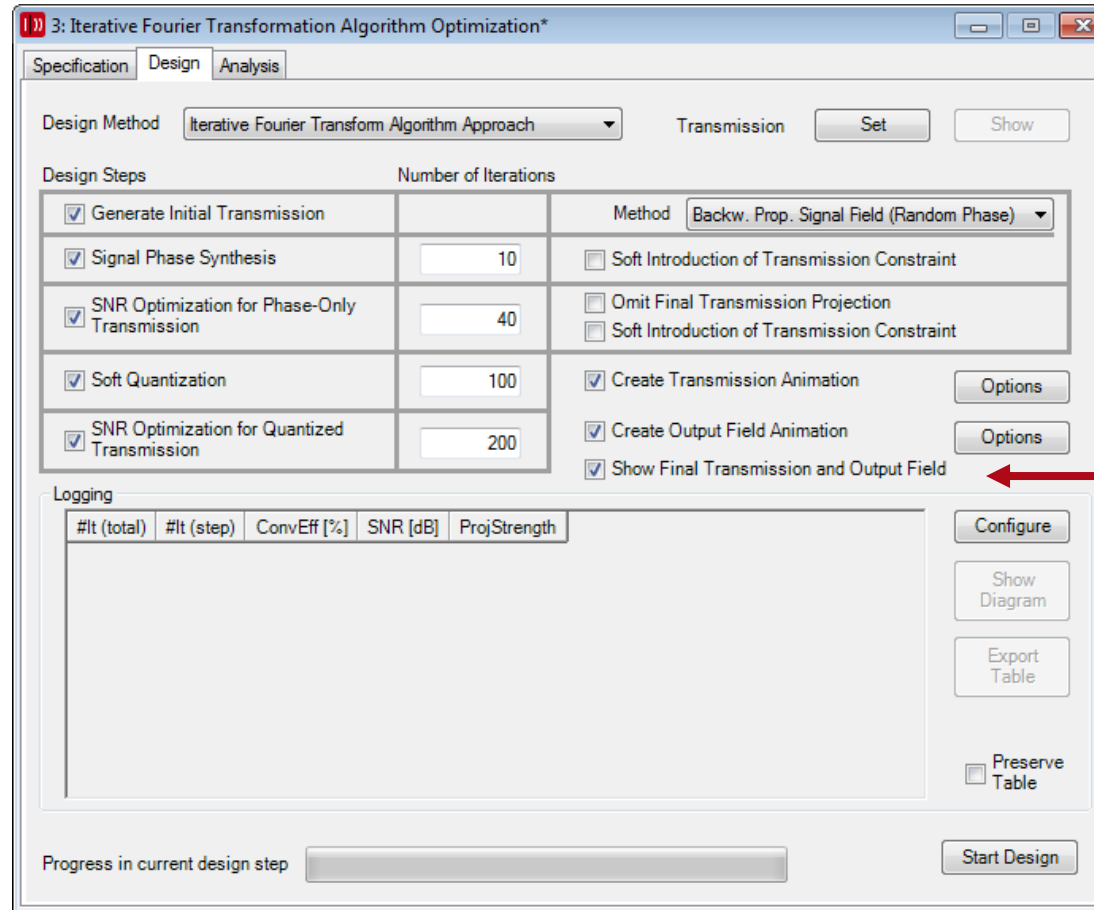 3: Iterative Fourier Transformation Algorithm Optimization*
Specification Design Analysis
Design Method Iterative Fourier Transform Algorithm Approach Transmission Set Show
Design Steps Number of Iterations
Generate Initial Transmission Method Backw. Prop. Signal Field (Random Phase)
Signal Phase Synthesis 10 Soft Introduction of Transmission Constraint
SNR Optimization for Phase-Only
Transmission
40
Omit Final Transmission Projection
Soft Introduction of Transmission Constraint
Soft Quantization 100 Create Transmission Animation Options
SNR Optimization for Quantized
Transmission
200
Create Output Field Animation Options
Show Final Transmission and Output Field
Logging
#It (total) #It (step) ConvEff [%] SNR [dB] ProjStrength
Configure
Show
Diagram
Export
Table
Preserve
Table
Progress in current design step Start Design